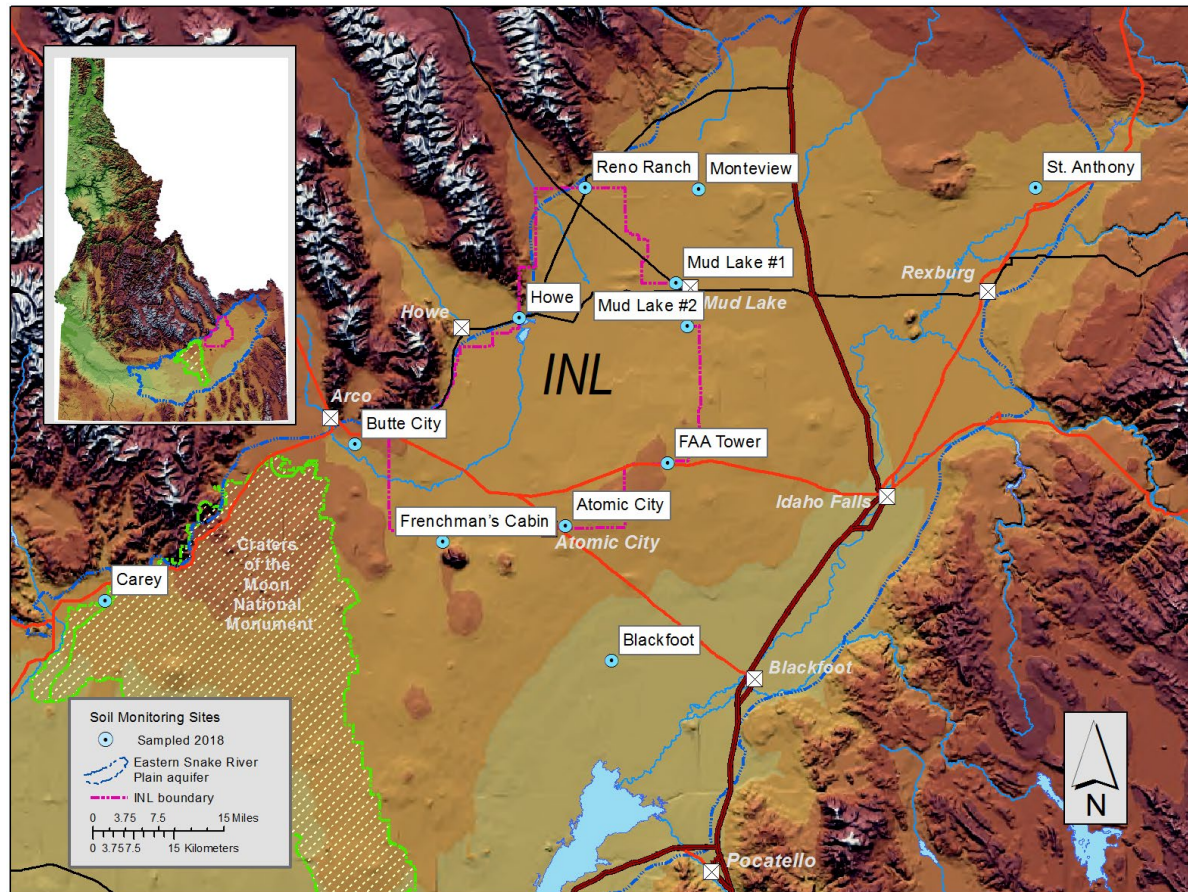 Reno Ranch
Monteview
St. Anthony
Mud Lake #1
Rexburg
Mud Lake
Howe
Howe
Mud Lake #2
INL
Arco
Butte City
FAA Tower
Idaho Falls
Atomic City
Frenchman's Cabin
Atomic City
Craters
of the
Moon
National
Monument
Carey
Blackfoot
Blackfoot
Soil Monitoring Sites
Sampled 2018
Eastern Snake River
Plain aquifer
INL boundary
0 3.75 7.5 15 Miles
0 3.757.5 15 Kilometers
N
Pocatello